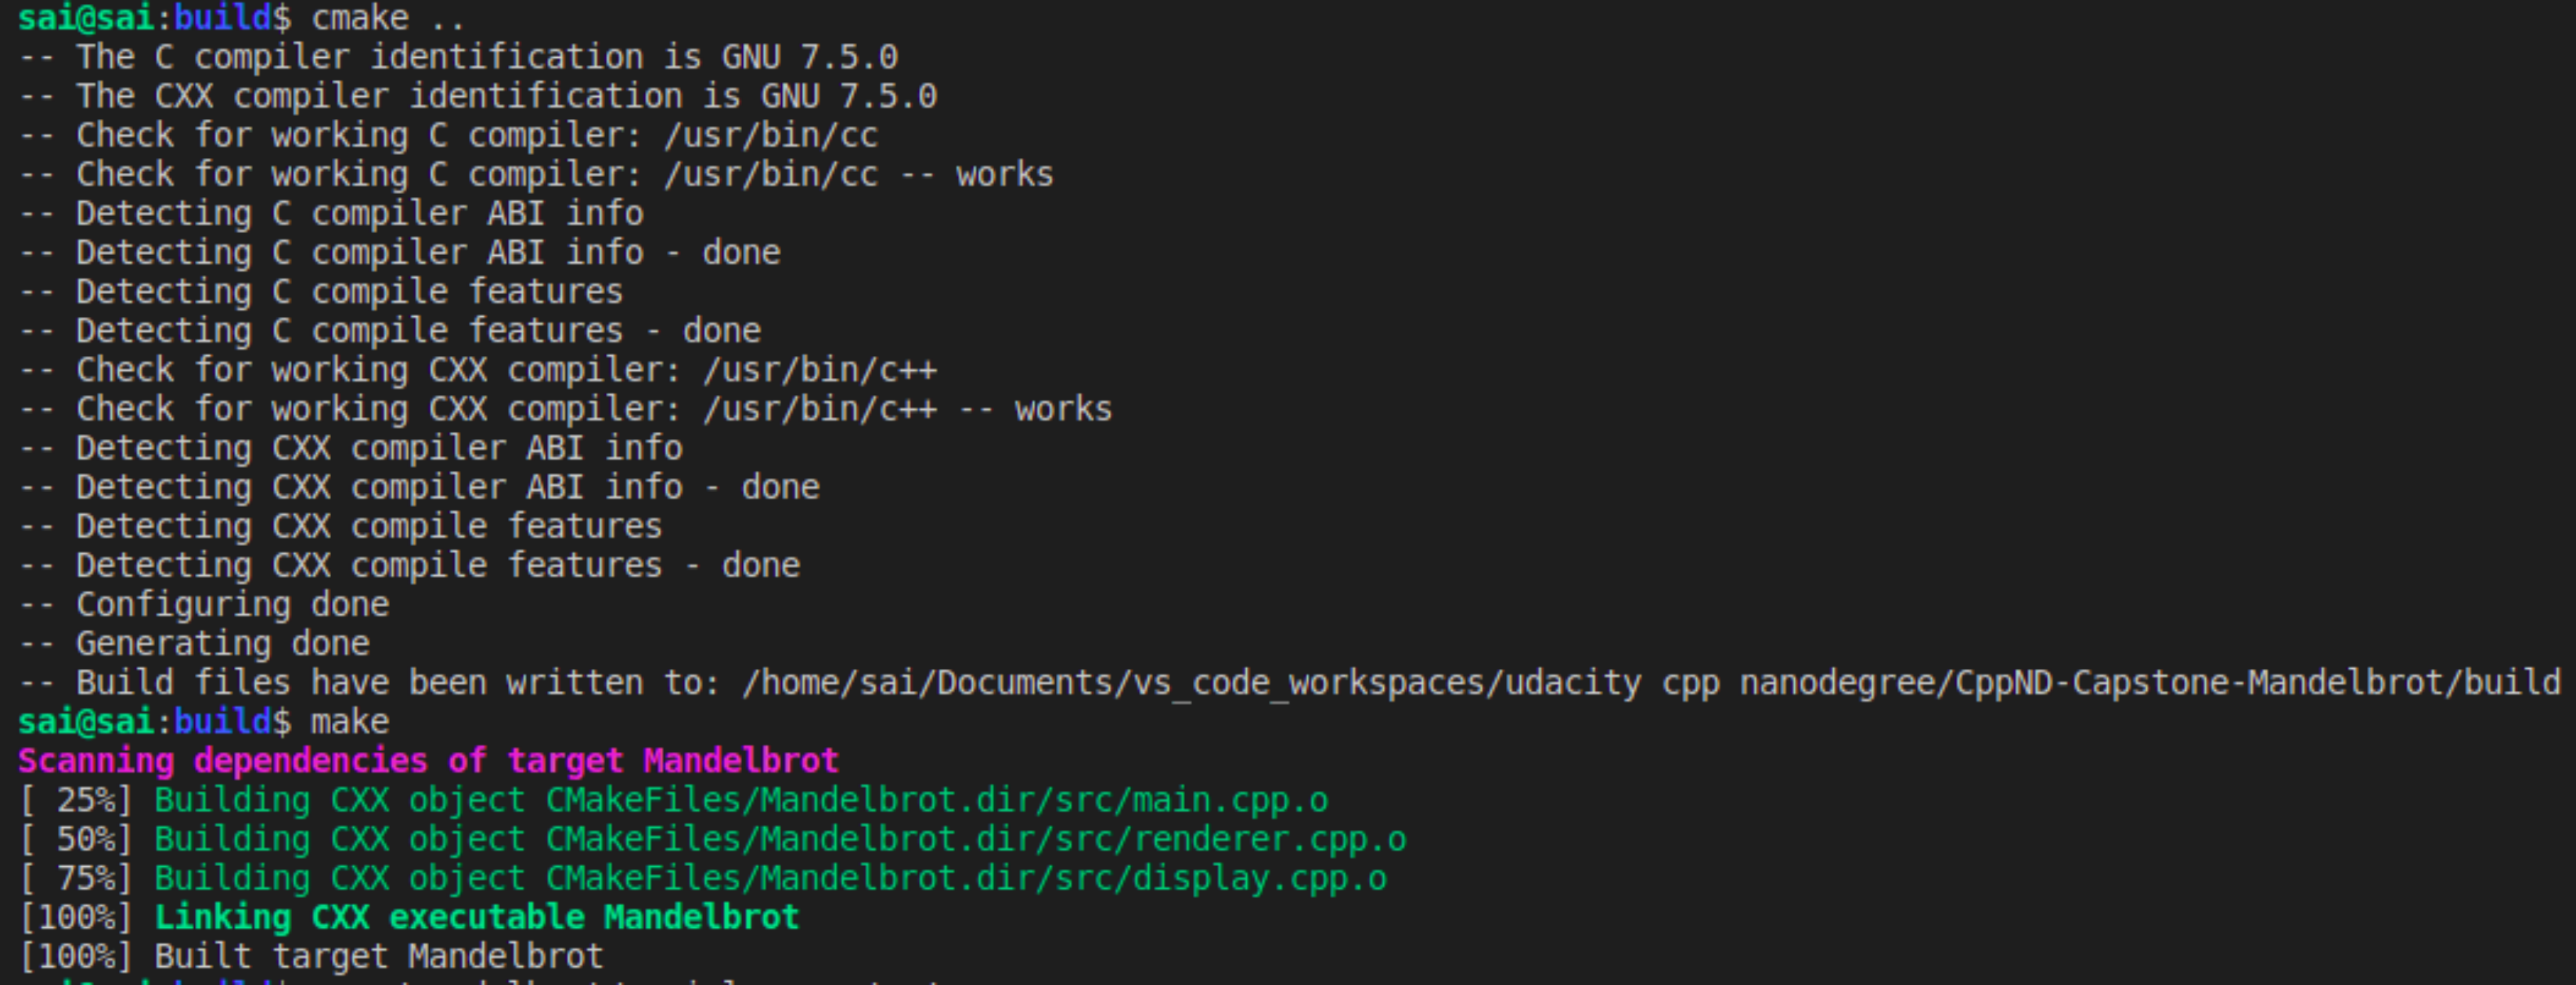 sai@sai:build$ cmake ..
-- The C compiler identification is GNU 7.5.0
-- The CXX compiler identification is GNU 7.5.0
-- Check for working C compiler: /usr/bin/cc
-- Check for working C compiler: /usr/bin/cc -- works
-- Detecting C compiler ABI info
-- Detecting C compiler ABI info - done
-- Detecting C compile features
-- Detecting C compile features - done
-- Check for working CXX compiler: /usr/bin/c++
-- Check for working CXX compiler: /usr/bin/c++ -- works
-- Detecting CXX compiler ABI info
-- Detecting CXX compiler ABI info - done
-- Detecting CXX compile features
-- Detecting CXX compile features - done
-- Configuring done
-- Generating done
-- Build files have been written to: /home/sai/Documents/vs_code_workspaces/udacity cpp nanodegree/CppND-Capstone-Mandelbrot/build
sai@sai:build$ make
Scanning dependencies of target Mandelbrot
[ 25%] Building CXX object CMakeFiles/Mandelbrot.dir/src/main.cpp.o
[ 50%] Building CXX object CMakeFiles/Mandelbrot.dir/src/renderer.cpp.o
[ 75%] Building CXX object CMakeFiles/Mandelbrot.dir/src/display.cpp.o
[100%] Linking CXX executable Mandelbrot
[100%] Built target Mandelbrot
sai@sai:build$